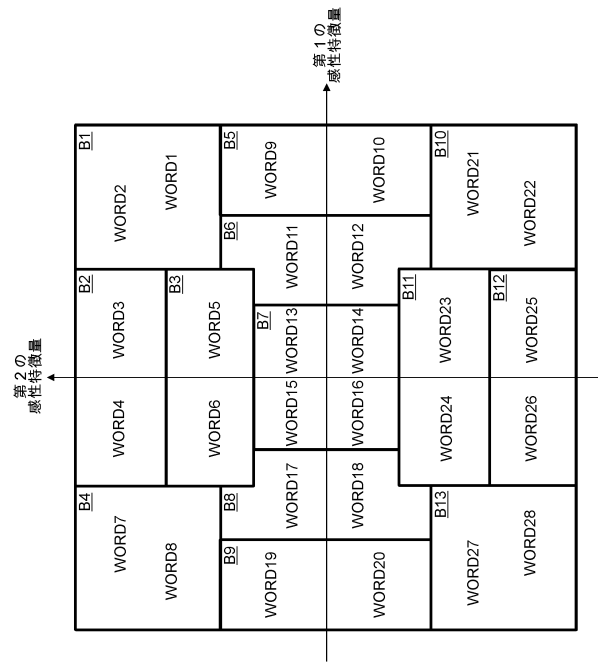 第２の
感性特徴量
B4
B2
B1
WORD7
WORD4
WORD3
WORD2
WORD8
B3
WORD1
WORD6
WORD5
B9
B8
B6
B5
B7
WORD19
WORD9
WORD17
WORD15
WORD13
WORD11
第１の
感性特徴量
WORD18
WORD16
WORD14
WORD12
WORD20
WORD10
B11
B13
B10
WORD24
WORD23
WORD27
WORD21
B12
WORD28
WORD26
WORD25
WORD22